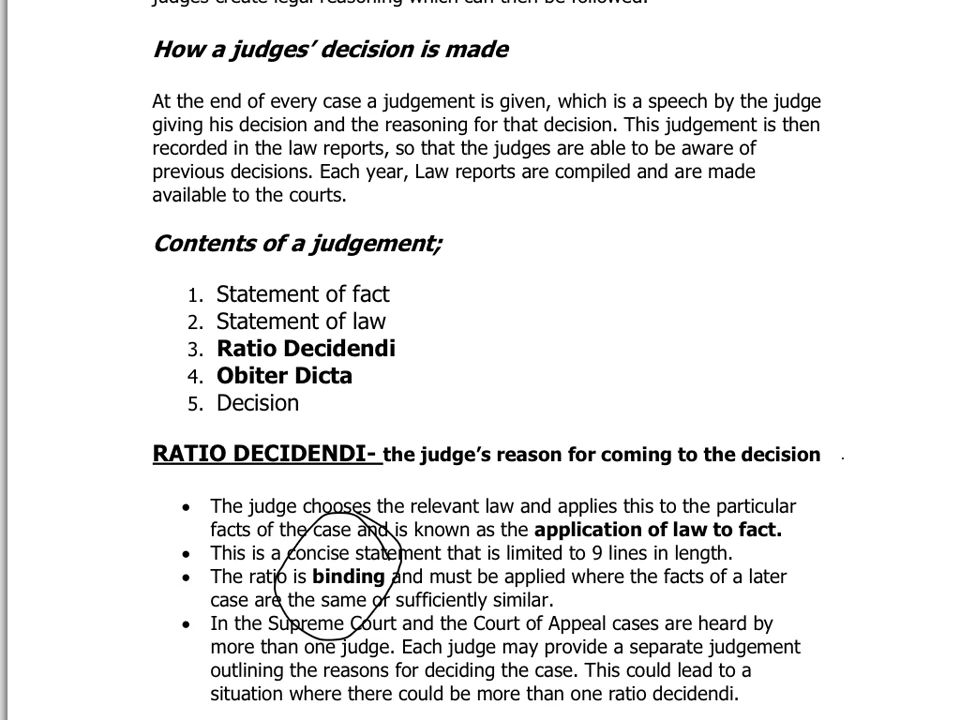 judges create legal reasoning which can then be followed.
How a judges’ decision is made
At the end of every case a judgement is given, which is a speech by the judge
giving his decision and the reasoning for that decision. This judgement is then
recorded in the law reports, so that the judges are able to be aware of
previous decisions. Each year, Law reports are compiled and are made
available to the courts.
Contents of a judgement;
1. Statement of fact
2. Statement of law
3. Ratio Decidendi
4. Obiter Dicta
5. Decision
RATIO DECIDENDI- the judge’s reason for coming to the decision
• The judge chooses the relevant law and applies this to the particular
facts of the case and is known as the application of law to fact.
• This is a concise statement that is limited to 9 lines in length.
• The ratio is binding and must be applied where the facts of a later
case are the same or sufficiently similar.
• In the Supreme Court and the Court of Appeal cases are heard by
more than one judge. Each judge may provide a separate judgement
outlining the reasons for deciding the case. This could lead to a
situation where there could be more than one ratio decidendi.